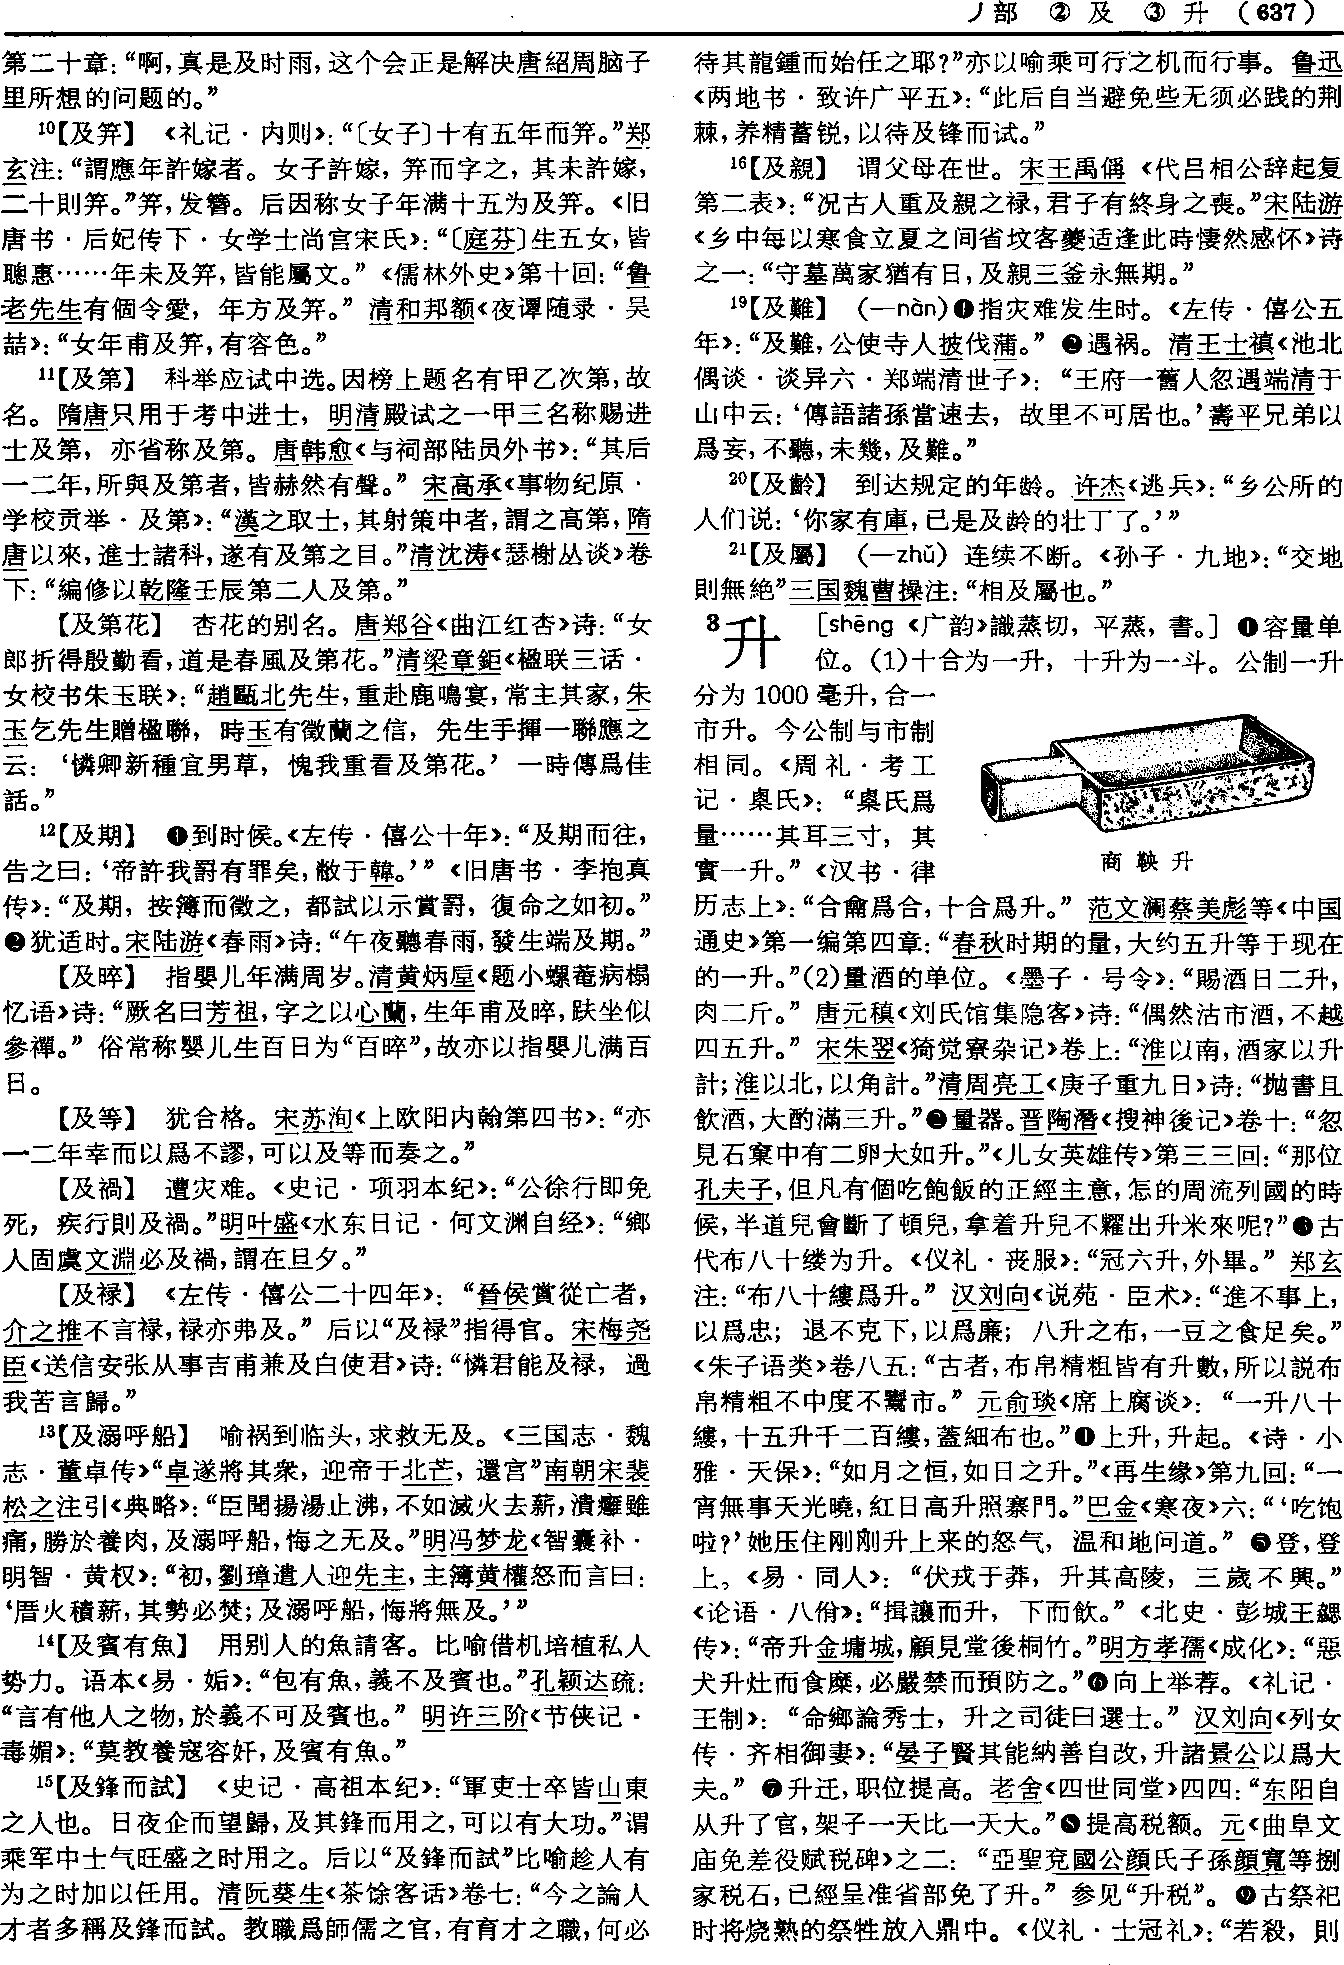 丿部 ②及 ③升 (637)
第二十章：“啊，真是及时雨，这个会正是解决唐紹周脑子
里所想的问题的。”
¹⁰【及笄】 《礼记·内则》：“〔女子〕十有五年而笄。”郑
玄注：“謂應年許嫁者。女子許嫁，笄而字之，其未許嫁，
二十則笄。”笄，发簪。后因称女子年满十五为及笄。《旧
唐书·后妃传下·女学士尚宫宋氏》：“〔庭芬〕生五女，皆
聰惠……年未及笄，皆能屬文。”《儒林外史》第十回：“魯
老先生有個令愛，年方及笄。”清和邦额《夜谭随录·吴
喆》：“女年甫及笄，有容色。”
¹¹【及第】 科举应试中选。因榜上题名有甲乙次第，故
名。隋唐只用于考中进士，明清殿试之一甲三名称赐进
士及第，亦省称及第。唐韩愈《与祠部陆员外书》：“其后
一二年，所與及第者，皆赫然有聲。”宋高承《事物纪原·
学校贡举·及第》：“漢之取士，其射策中者，謂之高第，隋
唐以來，進士諸科，遂有及第之目。”清沈涛《瑟榭丛谈》卷
下：“編修以乾隆壬辰第二人及第。”
【及第花】 杏花的别名。唐郑谷《曲江红杏》诗：“女
郎折得殷勤看，道是春風及第花。”清梁章鉅《楹联三话·
女校书朱玉联》：“趙甌北先生，重赴鹿鳴宴，常主其家，朱
玉乞先生贈楹聯，時玉有徵蘭之信，先生手揮一聯應之
云：‘憐卿新種宜男草，愧我重看及第花。’一時傳爲佳
話。”
¹²【及期】 ❶到时候。《左传·僖公十年》：“及期而往，
告之曰：‘帝許我罰有罪矣，敝于韓。’”《旧唐书·李抱真
传》：“及期，按簿而徵之，都試以示賞罰，復命之如初。”
❷犹适时。宋陆游《春雨》诗：“午夜聽春雨，發生端及期。”
【及晬】 指婴儿年满周岁。清黄炳垕《题小螺菴病榻
忆语》诗：“厥名曰芳祖，字之以心蘭，生年甫及晬，趺坐似
參禪。”俗常称婴儿生百日为“百晬”，故亦以指婴儿满百
日。
【及等】 犹合格。宋苏洵《上欧阳内翰第四书》：“亦
一二年幸而以爲不謬，可以及等而奏之。”
【及禍】 遭灾难。《史记·项羽本纪》：“公徐行即免
死，疾行則及禍。”明叶盛《水东日记·何文渊自经》：“鄉
人固虞文淵必及禍，謂在旦夕。”
【及禄】 《左传·僖公二十四年》：“晉侯賞從亡者，
介之推不言禄，禄亦弗及。”后以“及禄”指得官。宋梅尧
臣《送信安张从事吉甫兼及白使君》诗：“憐君能及禄，過
我苦言歸。”
¹³【及溺呼船】 喻祸到临头，求救无及。《三国志·魏
志·董卓传》“卓遂將其衆，迎帝于北芒，還宫”南朝宋裴
松之注引《典略》：“臣聞揚湯止沸，不如滅火去薪，潰癰雖
痛，勝於養肉，及溺呼船，悔之无及。”明冯梦龙《智囊补·
明智·黄权》：“初，劉璋遣人迎先主，主簿黄權怒而言曰：
‘厝火積薪，其勢必焚；及溺呼船，悔將無及。’”
¹⁴【及賓有魚】 用别人的魚請客。比喻借机培植私人
势力。语本《易·姤》：“包有魚，義不及賓也。”孔颖达疏：
“言有他人之物，於義不可及賓也。”明许三阶《节侠记·
毒媚》：“莫教養寇容奸，及賓有魚。”
¹⁵【及鋒而試】 《史记·高祖本纪》：“軍吏士卒皆山東
之人也。日夜企而望歸，及其鋒而用之，可以有大功。”谓
乘军中士气旺盛之时用之。后以“及鋒而試”比喻趁人有
为之时加以任用。清阮葵生《茶馀客话》卷七：“今之論人
才者多稱及鋒而試。教職爲師儒之官，有育才之職，何必
待其龍鍾而始任之耶？”亦以喻乘可行之机而行事。鲁迅
《两地书·致许广平五》：“此后自当避免些无须必践的荆
棘，养精蓄锐，以待及锋而试。”
¹⁶【及親】 谓父母在世。宋王禹偁《代吕相公辞起复
第二表》：“况古人重及親之禄，君子有終身之喪。”宋陆游
《乡中每以寒食立夏之间省坟客夔适逢此時悽然感怀》诗
之一：“守墓萬家猶有日，及親三釜永無期。”
¹⁹【及難】 （一nàn）❶指灾难发生时。《左传·僖公五
年》：“及難，公使寺人披伐蒲。”❷遇祸。清王士禛《池北
偶谈·谈异六·郑端清世子》：“王府一舊人忽遇端清于
山中云：‘傳語諸孫當速去，故里不可居也。’壽平兄弟以
爲妄，不聽，未幾，及難。”
²⁰【及齡】 到达规定的年龄。许杰《逃兵》：“乡公所的
人们说：‘你家有庫，已是及龄的壮丁了。’”
²¹【及屬】 （一zhǔ）连续不断。《孙子·九地》：“交地
則無絶”三国魏曹操注：“相及屬也。”
³升 ［shēng《广韵》識蒸切，平蒸，書。］❶容量单
位。(1)十合为一升，十升为一斗。公制一升
分为1000毫升，合一
市升。今公制与市制
相同。《周礼·考工
记·㮚氏》：“㮚氏爲
量……其耳三寸，其
實一升。”《汉书·律
商鞅升
历志上》：“合龠爲合，十合爲升。”范文澜蔡美彪等《中国
通史》第一编第四章：“春秋时期的量，大约五升等于现在
的一升。”(2)量酒的单位。《墨子·号令》：“賜酒日二升，
肉二斤。”唐元稹《刘氏馆集隐客》诗：“偶然沽市酒，不越
四五升。”宋朱翌《猗觉寮杂记》卷上：“淮以南，酒家以升
計；淮以北，以角計。”清周亮工《庚子重九日》诗：“抛書且
飲酒，大酌滿三升。”❷量器。晋陶潛《搜神後记》卷十：“忽
見石窠中有二卵大如升。”《儿女英雄传》第三三回：“那位
孔夫子，但凡有個吃飽飯的正經主意，怎的周流列國的時
候，半道兒會斷了頓兒，拿着升兒不糶出升米來呢？”❸古
代布八十缕为升。《仪礼·丧服》：“冠六升，外畢。”郑玄
注：“布八十縷爲升。”汉刘向《说苑·臣术》：“進不事上，
以爲忠；退不克下，以爲廉；八升之布，一豆之食足矣。”
《朱子语类》卷八五：“古者，布帛精粗皆有升數，所以説布
帛精粗不中度不鬻市。”元俞琰《席上腐谈》：“一升八十
縷，十五升千二百縷，蓋細布也。”❹上升，升起。《诗·小
雅·天保》：“如月之恒，如日之升。”《再生缘》第九回：“一
宵無事天光曉，紅日高升照寨門。”巴金《寒夜》六：“‘吃饱
啦？’她压住刚刚升上来的怒气，温和地问道。”❺登，登
上。《易·同人》：“伏戎于莽，升其高陵，三歲不興。”
《论语·八佾》：“揖讓而升，下而飲。”《北史·彭城王勰
传》：“帝升金墉城，顧見堂後桐竹。”明方孝孺《成化》：“惡
犬升灶而食糜，必嚴禁而預防之。”❻向上举荐。《礼记·
王制》：“命鄉論秀士，升之司徒曰選士。”汉刘向《列女
传·齐相御妻》：“晏子賢其能納善自改，升諸景公以爲大
夫。”❼升迁，职位提高。老舍《四世同堂》四四：“东阳自
从升了官，架子一天比一天大。”❽提高税额。元《曲阜文
庙免差役赋税碑》之二：“亞聖兗國公顔氏子孫顔寬等捌
家税石，已經呈准省部免了升。”参见“升税”。❾古祭祀
时将烧熟的祭牲放入鼎中。《仪礼·士冠礼》：“若殺，則